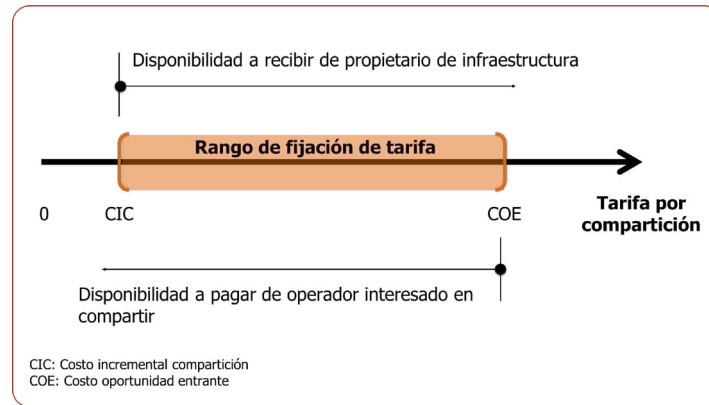 Disponibilidad a recibir de propietario de infraestructura
Rango de fijación de tarifa
0
CIC
COE
Tarifa por
compartición
Disponibilidad a pagar de operador interesado en
compartir
CIC: Costo incremental compartición
COE: Costo oportunidad entrante